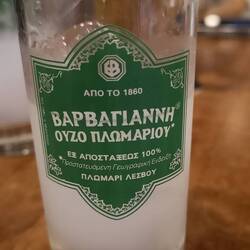 ΑΠΟ ΤΟ 1860
ΒΑΡΒΑΓΙΑΝΝΗ®
ΟΥΖΟ ΠΛΩΜΑΡΙΟΥ*
ΕΞ ΑΠΟΣΤΑΞΕΩΣ 100%
*Προστατευόμενη Γεωγραφική Ένδειξη
ΠΛΩΜΑΡΙ ΛΕΣΒΟΥ